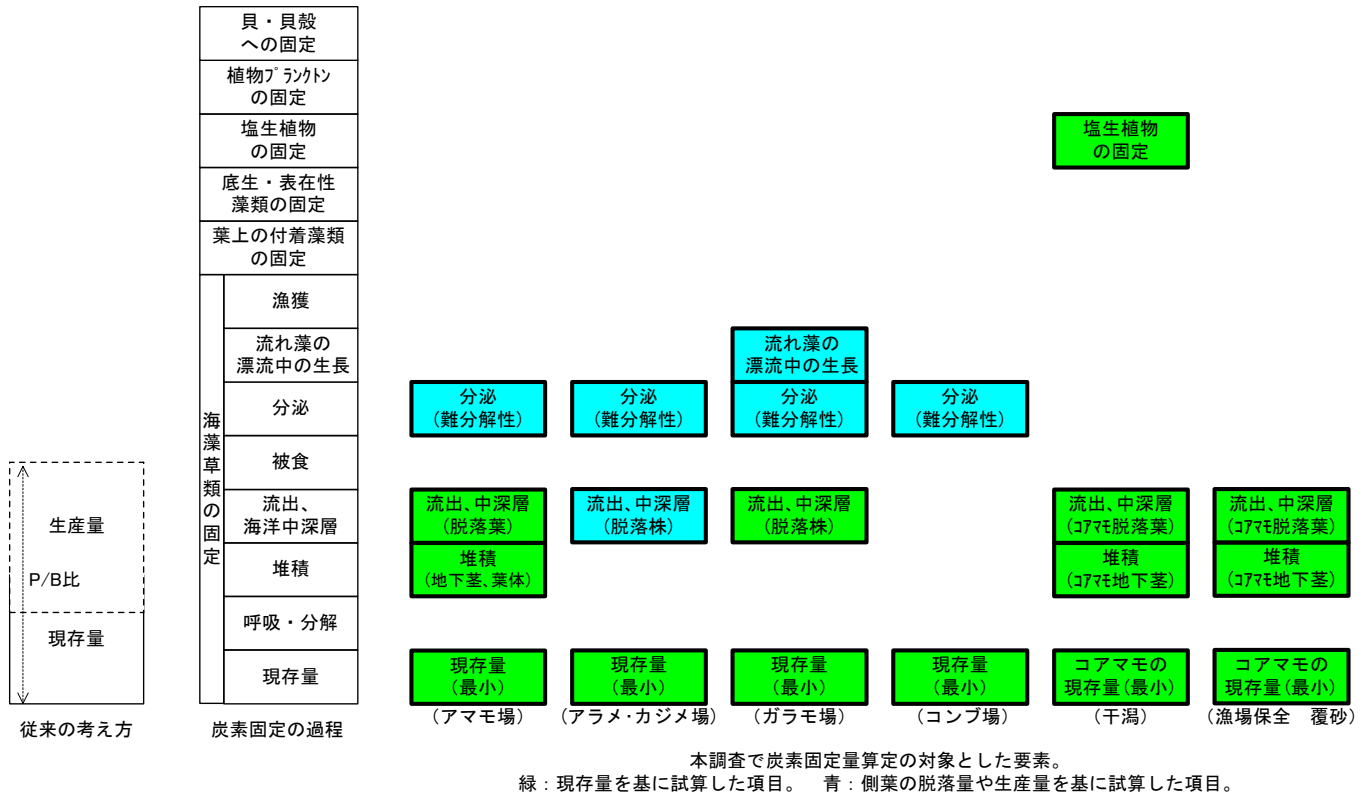 貝・貝殻
への固定
植物プランクトン
の固定
塩生植物
の固定
底生・表在性
藻類の固定
葉上の付着藻類
の固定
海藻草類の固定
漁獲
流れ藻の
漂流中の生長
分泌
被食
流出、
海洋中深層
堆積
呼吸・分解
現存量
炭素固定の過程
生産量
P/B比
現存量
従来の考え方
分泌
(難分解性)
流出、中深層
(脱落葉)
堆積
(地下茎、葉体)
現存量
(最小)
(アマモ場)
分泌
(難分解性)
流出、中深層
(脱落株)
現存量
(最小)
(アラメ・カジメ場)
流れ藻の
漂流中の生長
分泌
(難分解性)
流出、中深層
(脱落株)
現存量
(最小)
(ガラモ場)
分泌
(難分解性)
現存量
(最小)
(コンブ場)
塩生植物
の固定
流出、中深層
(コアマモ脱落葉)
堆積
(コアマモ地下茎)
コアマモの
現存量(最小)
(干潟)
流出、中深層
(コアマモ脱落葉)
堆積
(コアマモ地下茎)
コアマモの
現存量(最小)
(漁場保全 覆砂)
本調査で炭素固定量算定の対象とした要素。
緑：現存量を基に試算した項目。 青：側葉の脱落量や生産量を基に試算した項目。